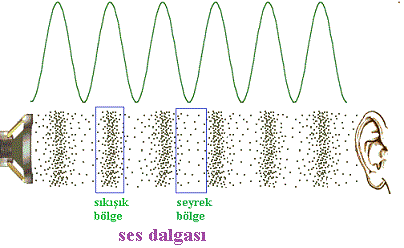 sıkışık
bölge
seyrek
bölge
ses dalgası